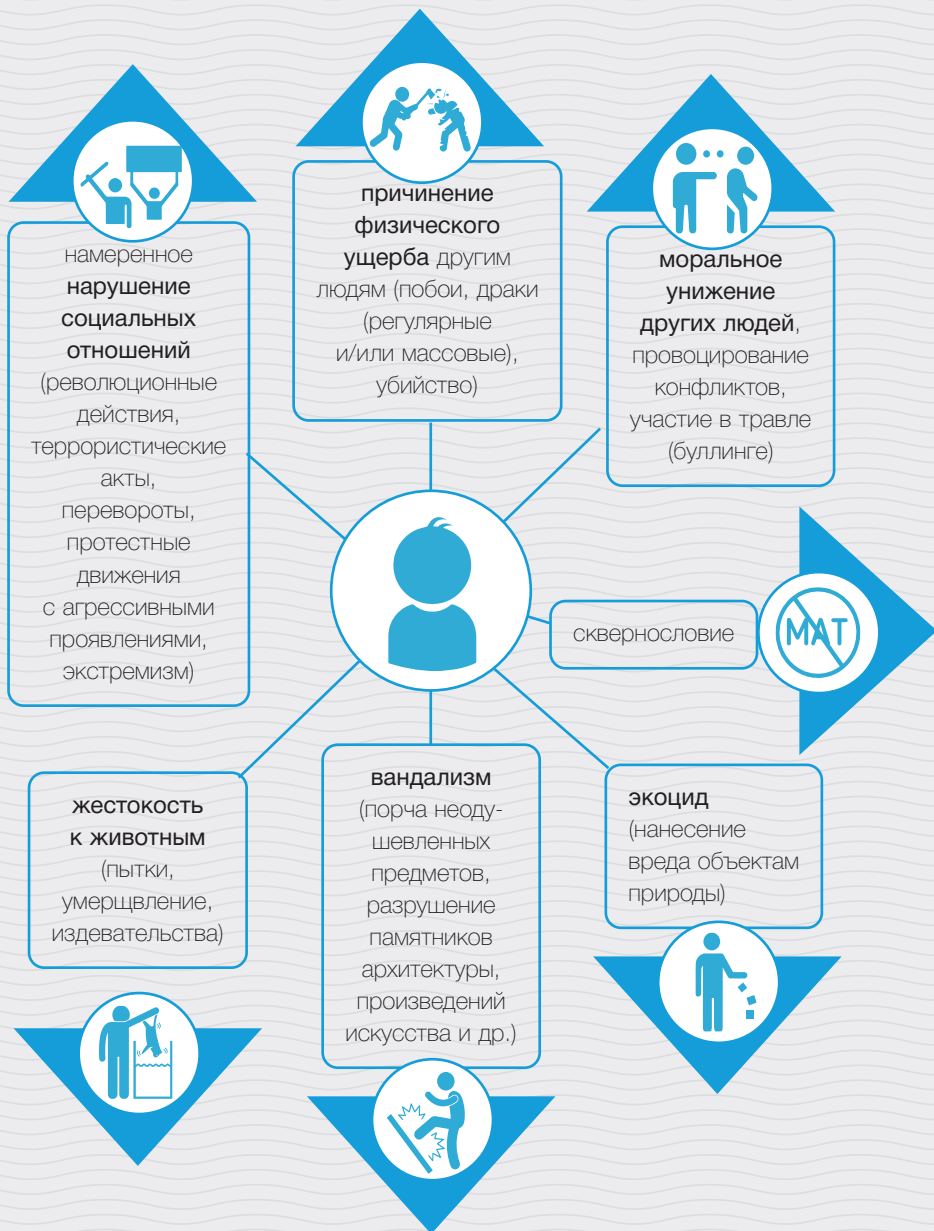 намеренное
нарушение
социальных
отношений
(революционные
действия,
террористические
акты,
перевороты,
протестные
движения
с агрессивными
проявлениями,
экстремизм)
причинение
физического
ущерба другим
людям (побои, драки
(регулярные
и/или массовые),
убийство)
моральное
унижение
других людей,
провоцирование
конфликтов,
участие в травле
(буллинге)
сквернословие
МАТ
жестокость
к животным
(пытки,
умерщвление,
издевательства)
вандализм
(порча неоду-
шевленных
предметов,
разрушение
памятников
архитектуры,
произведений
искусства и др.)
экоцид
(нанесение
вреда объектам
природы)